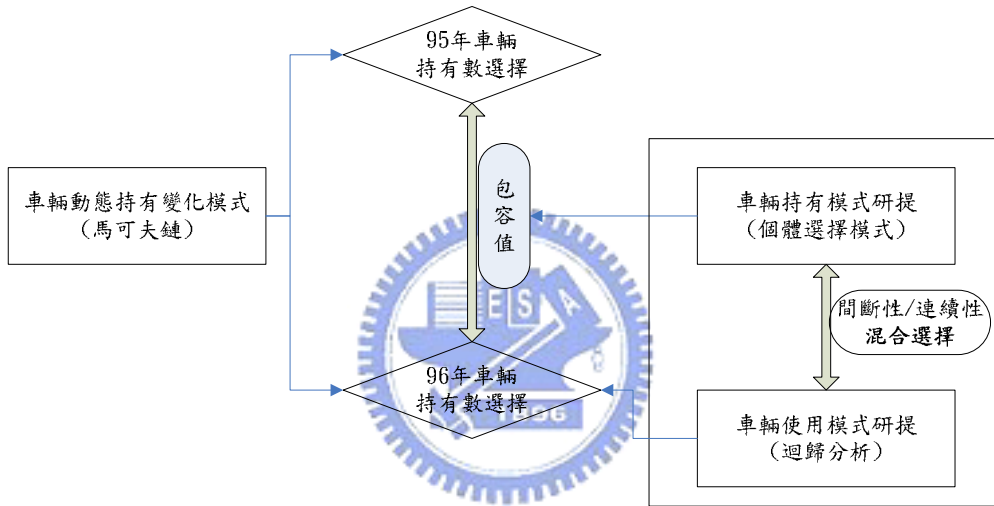 95年車輛
持有數選擇
車輛動態持有變化模式
(馬可夫鏈)
包
容
值
車輛持有模式研提
(個體選擇模式)
間斷性/連續性
混合選擇
ESA
96年車輛
持有數選擇
1896
車輛使用模式研提
(迴歸分析)